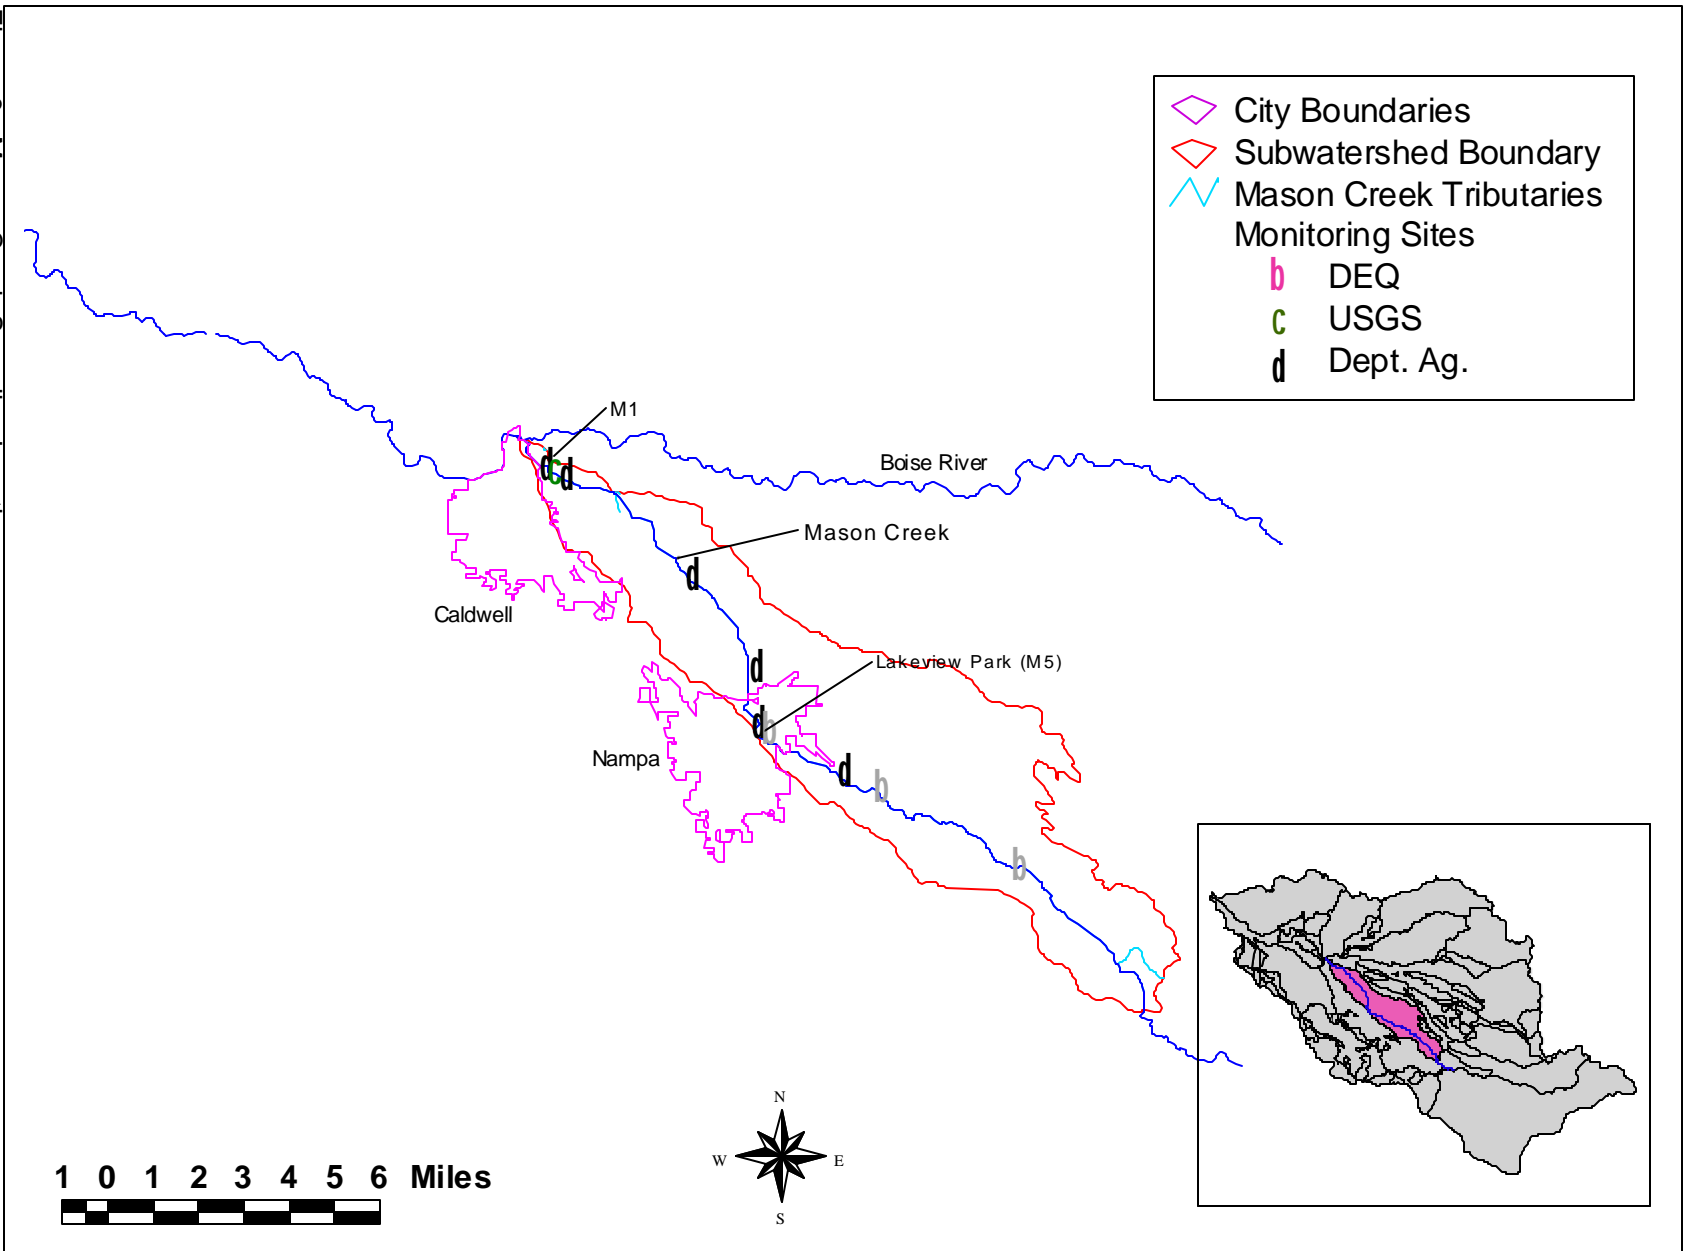 City Boundaries
Subwatershed Boundary
Mason Creek Tributaries
Monitoring Sites
b DEQ
c USGS
d Dept. Ag.
M1
Boise River
d
c
d
Mason Creek
d
Caldwell
d
Lakeview Park (M5)
d
b
Nampa
d
b
b
N
W
E
S
1 0 1 2 3 4 5 6 Miles